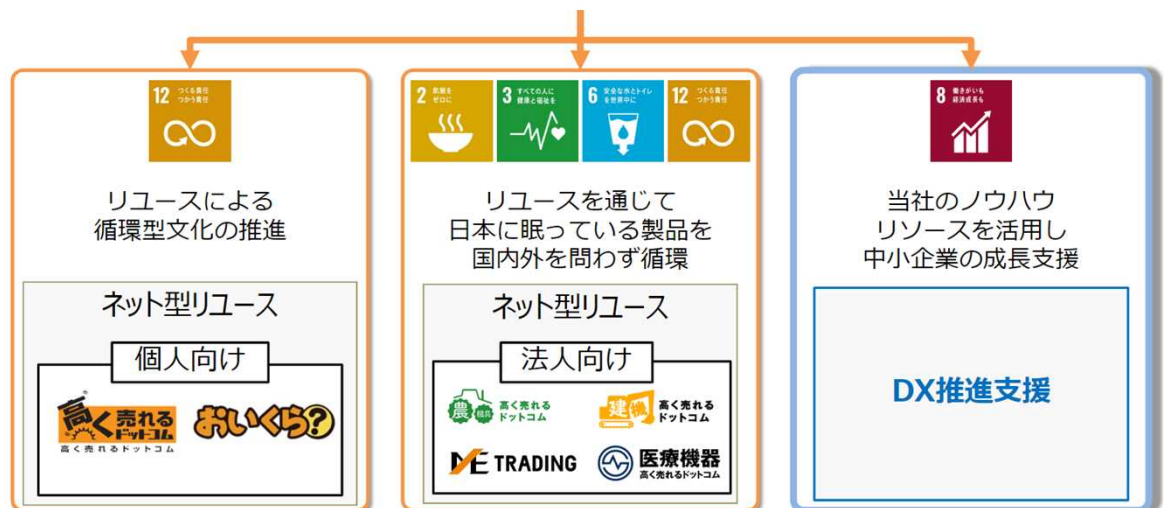 12 つくる責任
つかう責任
リユースによる
循環型文化の推進
ネット型リユース
個人向け
高く売れる
ドットコム
高く売れるドットコム
おいくら?
2 飢餓を
ゼロに
3 すべての人に
健康と福祉を
6 安全な水とトイレ
を世界中に
12 つくる責任
つかう責任
リユースを通じて
日本に眠っている製品を
国内外を問わず循環
ネット型リユース
法人向け
農機具
高く売れる
ドットコム
建機
高く売れる
ドットコム
ME TRADING
医療機器
高く売れるドットコム
8 働きがいも
経済成長も
当社のノウハウ
リソースを活用し
中小企業の成長支援
DX推進支援